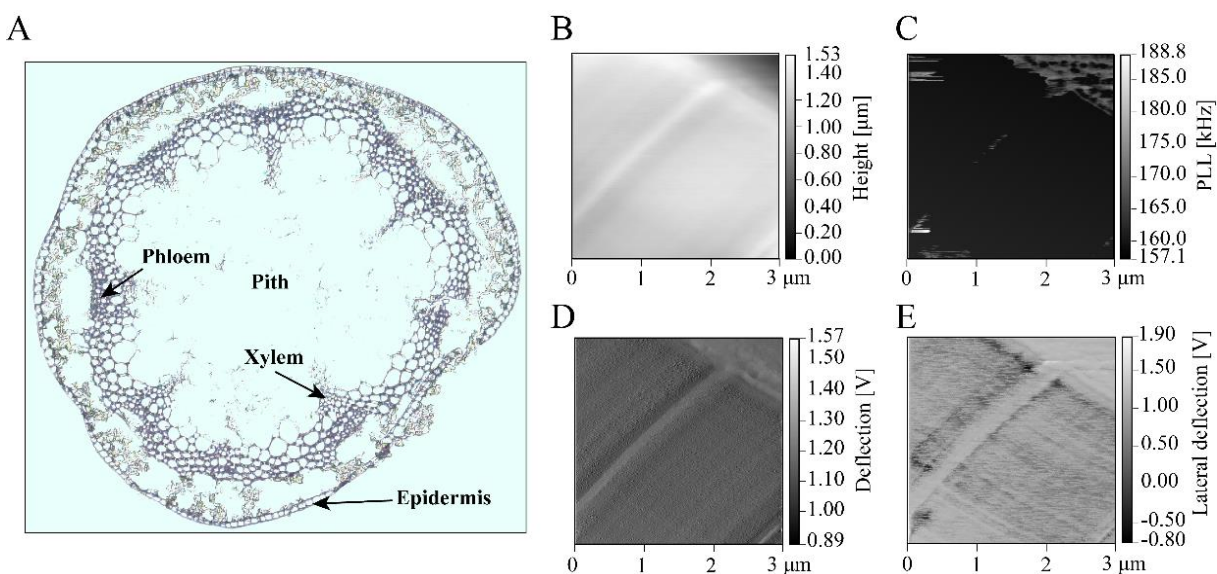 A
Phloem
Pith
Xylem
Epidermis
B
1.53
1.40
1.20
1.00
0.80
0.60
0.40
0.20
0.00
Height [µm]
0 1 2 3 µm
C
188.8
185.0
180.0
175.0
170.0
165.0
160.0
157.1
PLL [kHz]
0 1 2 3 µm
D
1.57
1.50
1.40
1.30
1.20
1.10
1.00
0.89
Deflection [V]
0 1 2 3 µm
E
1.90
1.50
1.00
0.50
0.00
-0.50
-0.80
Lateral deflection [V]
0 1 2 3 µm